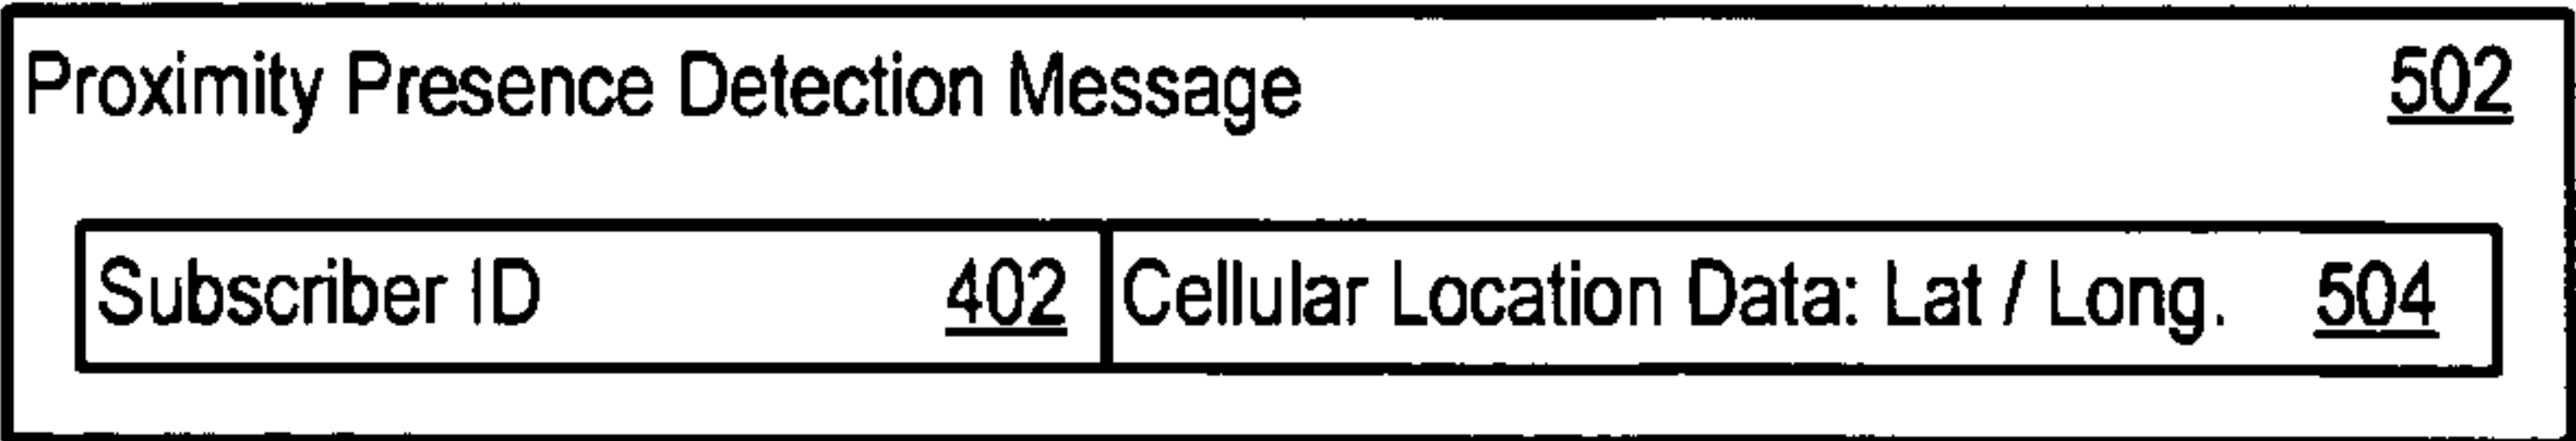 Proximity Presence Detection Message 502
Subscriber ID 402 Cellular Location Data: Lat / Long. 504